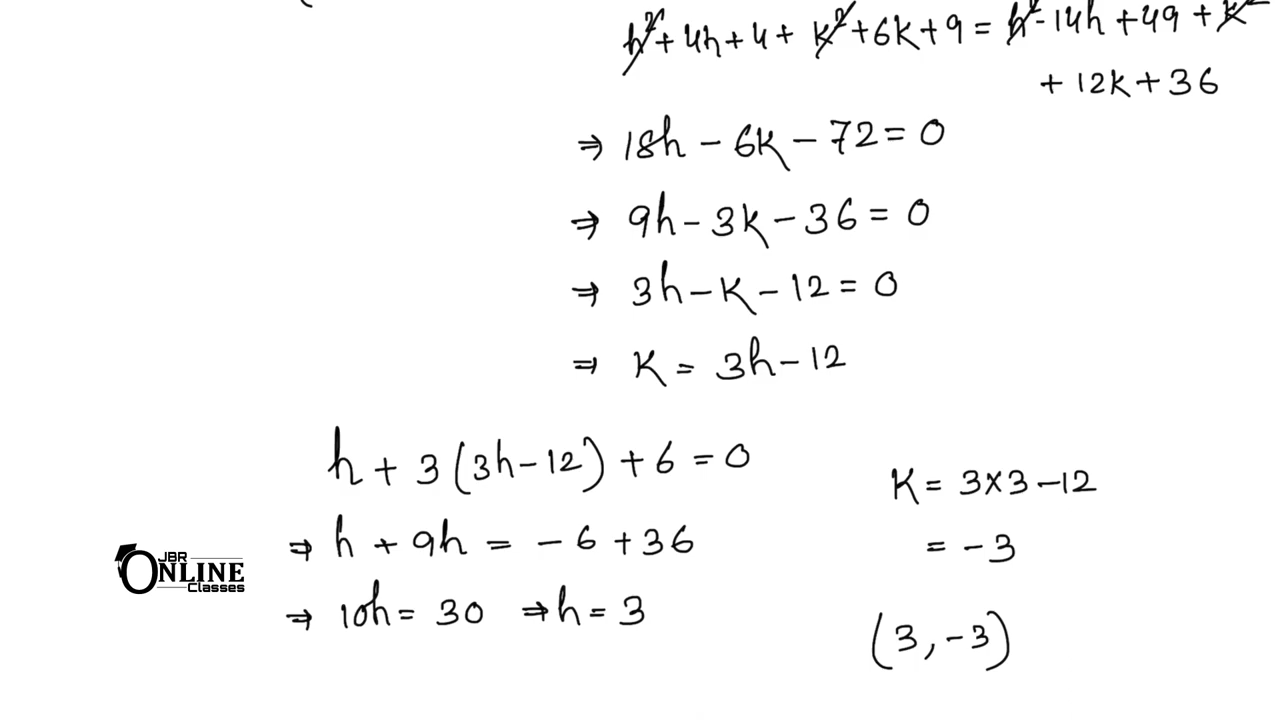 h² + 4h + 4 + k² + 6k + 9 = h² - 14h + 49 + k²
+ 12k + 36
⇒ 18h - 6k - 72 = 0
⇒ 9h - 3k - 36 = 0
⇒ 3h - k - 12 = 0
⇒ k = 3h - 12
h + 3(3h - 12) + 6 = 0
⇒ h + 9h = -6 + 36
⇒ 10h = 30 ⇒ h = 3
k = 3×3 - 12
= -3
(3, -3)
JBR
ONLINE
Classes